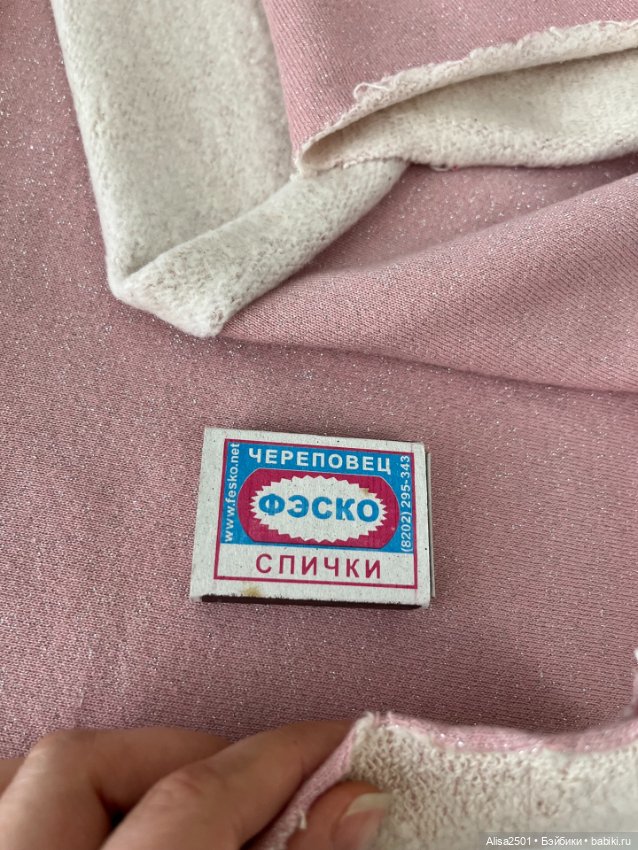 ЧЕРЕПОВЕЦ
www.fesko.net
ФЭСКО
(8202) 295-343
СПИЧКИ
Alisa2501 • Бэйбики • babiki.ru